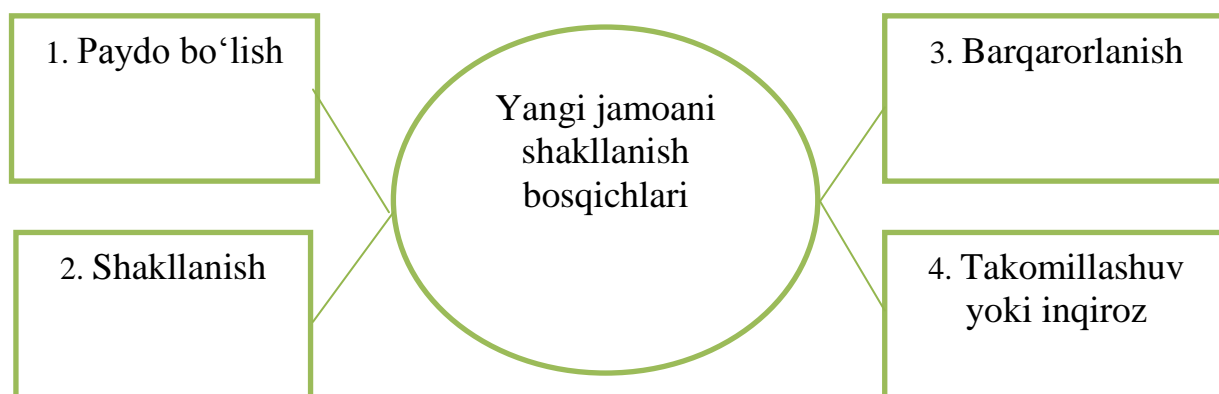 1. Paydo bo‘lish
2. Shakllanish
Yangi jamoani
shakllanish
bosqichlari
3. Barqarorlanish
4. Takomillashuv
yoki inqiroz